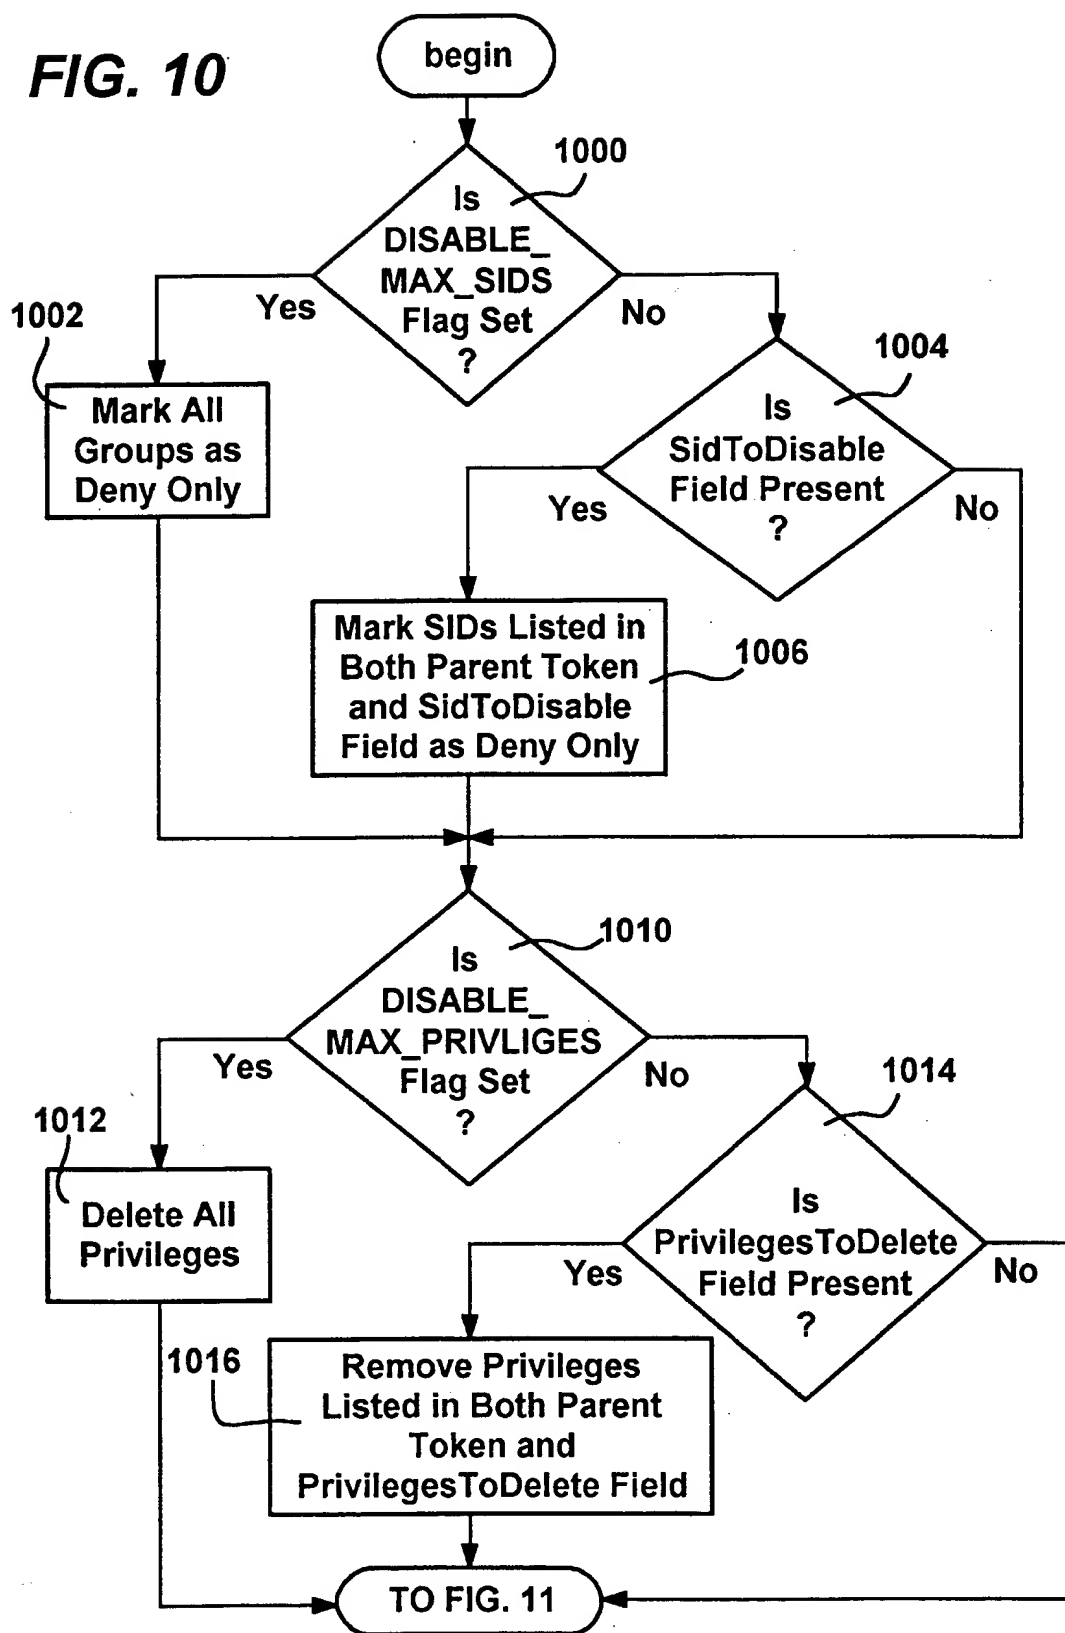 FIG. 10
begin
1000
Is
DISABLE_
MAX_SIDS
Flag Set
?
Yes
No
1002
Mark All
Groups as
Deny Only
1004
Is
SidToDisable
Field Present
?
Yes
No
Mark SIDs Listed in
Both Parent Token
and SidToDisable
Field as Deny Only
1006
1010
Is
DISABLE_
MAX_PRIVLIGES
Flag Set
?
Yes
No
1012
Delete All
Privileges
1014
Is
PrivilegesToDelete
Field Present
?
Yes
No
1016
Remove Privileges
Listed in Both Parent
Token and
PrivilegesToDelete Field
TO FIG. 11